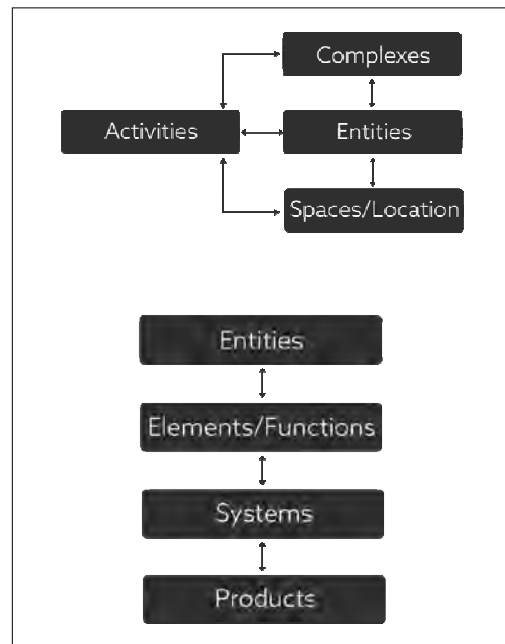 Complexes
Activities
Entities
Spaces/Location
Entities
Elements/Functions
Systems
Products